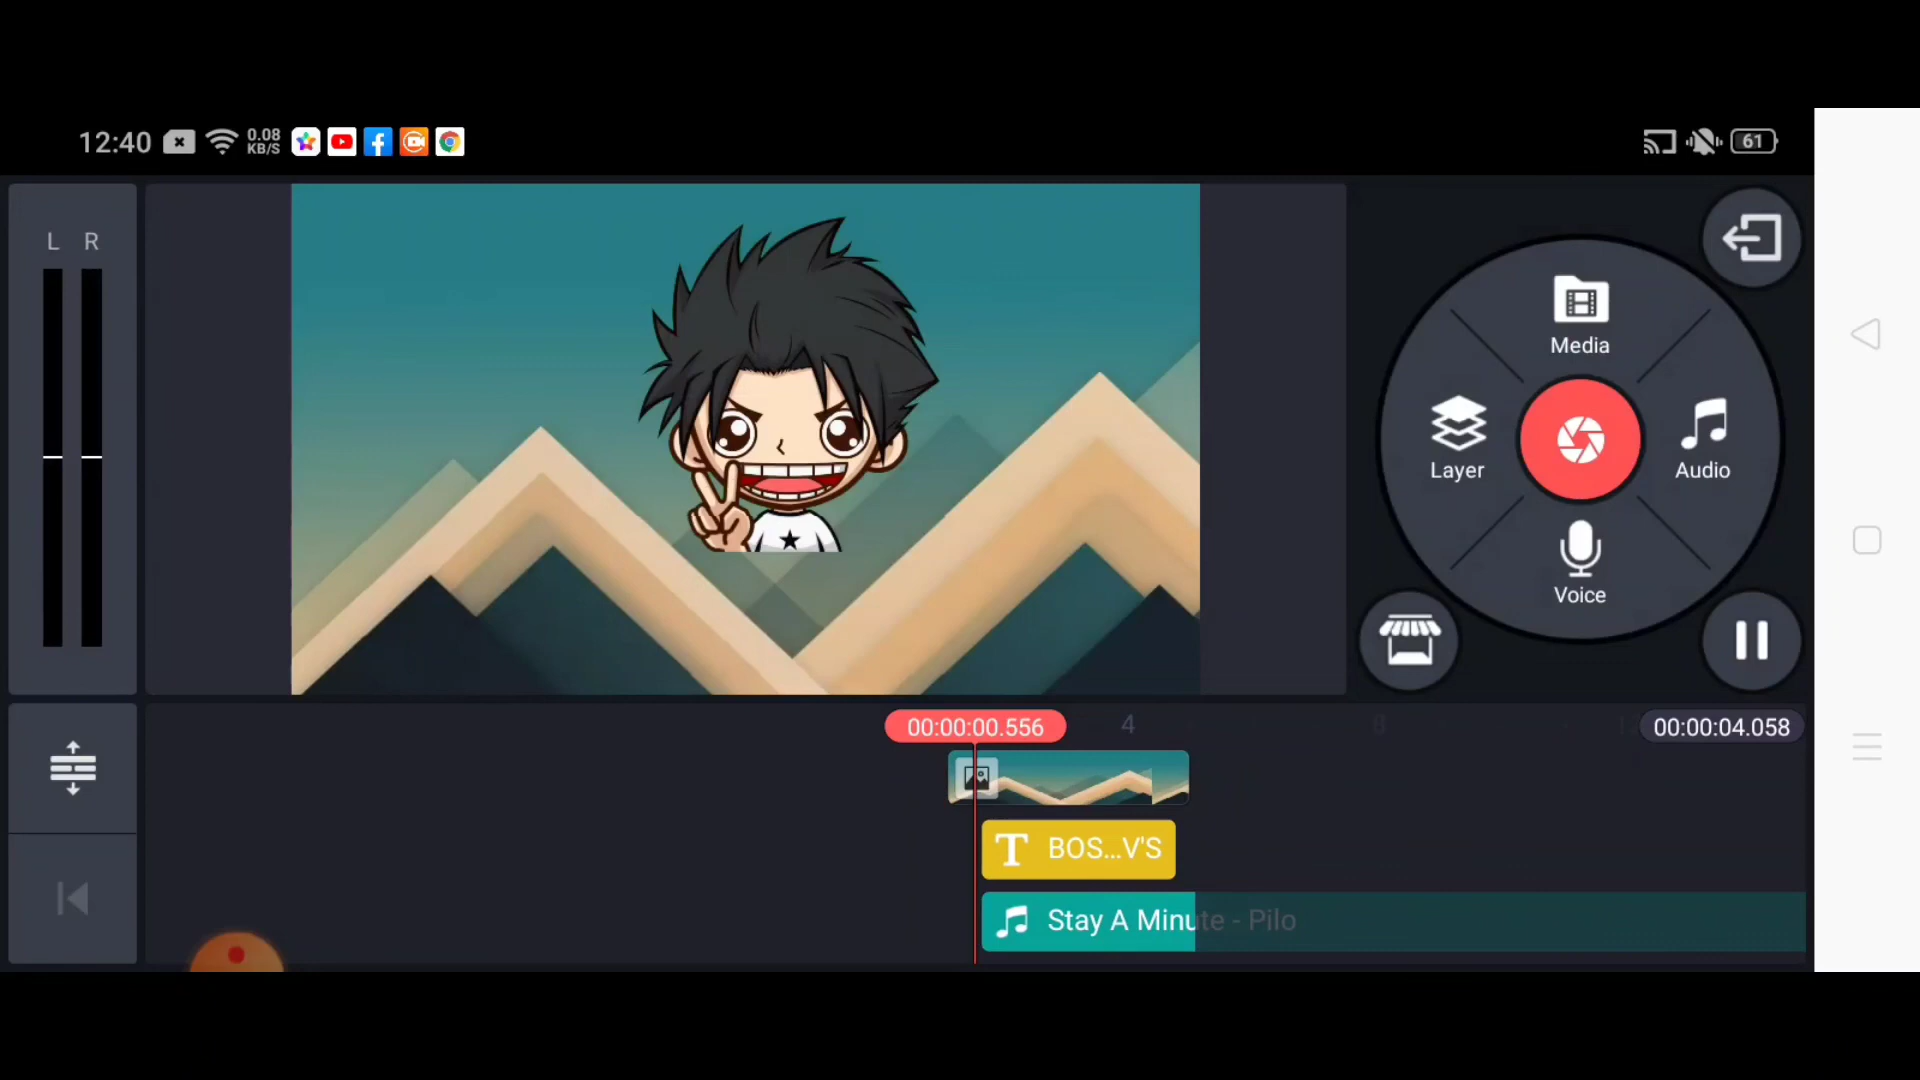 12:40 0.08 KB/S 61
L R
Media
Layer
Audio
Voice
00:00:00.556 4 8 00:00:04.058
T BOS...V'S
Stay A Minute - Pilo